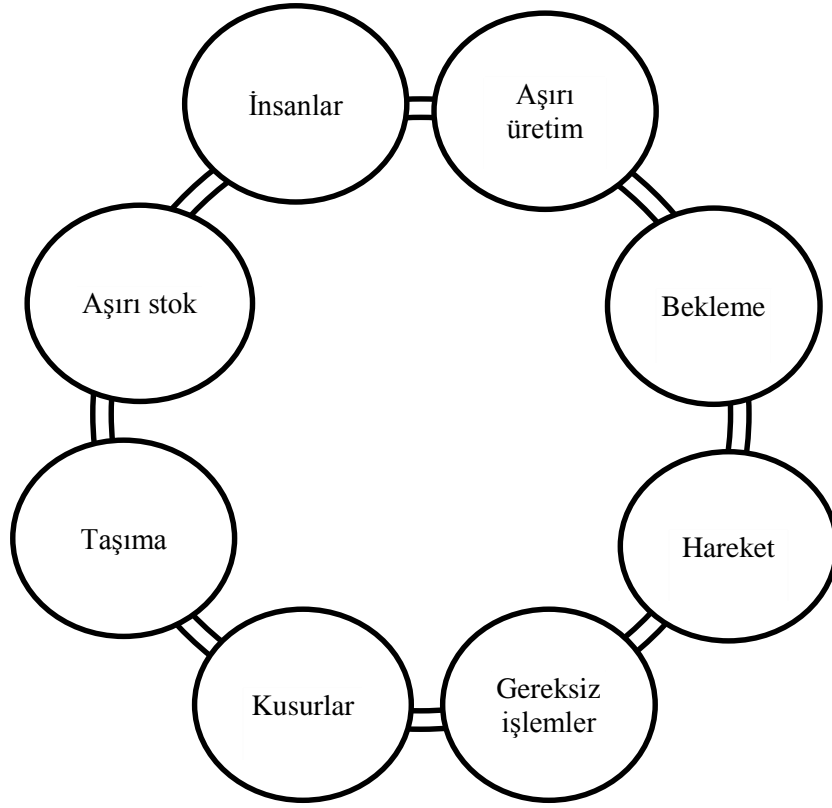 İnsanlar
Aşırı
üretim
Bekleme
Hareket
Gereksiz
işlemler
Kusurlar
Taşıma
Aşırı stok